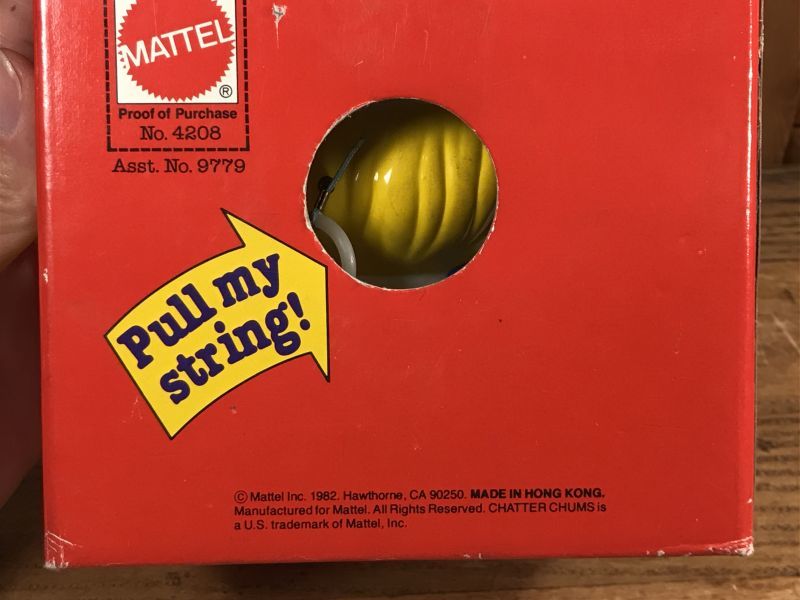 MATTEL
®
Proof of Purchase
No. 4208
Asst. No. 9779
Pull my
string!
© Mattel Inc. 1982. Hawthorne, CA 90250. MADE IN HONG KONG.
Manufactured for Mattel. All Rights Reserved. CHATTER CHUMS is
a U.S. trademark of Mattel, Inc.